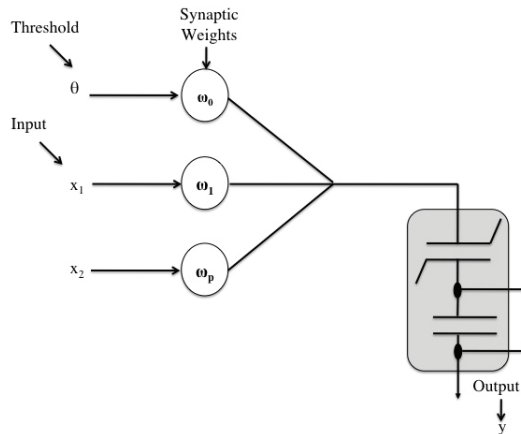 Synaptic
Weights
Threshold
θ
ω0
Input
x1
ω1
x2
ωp
Output
y